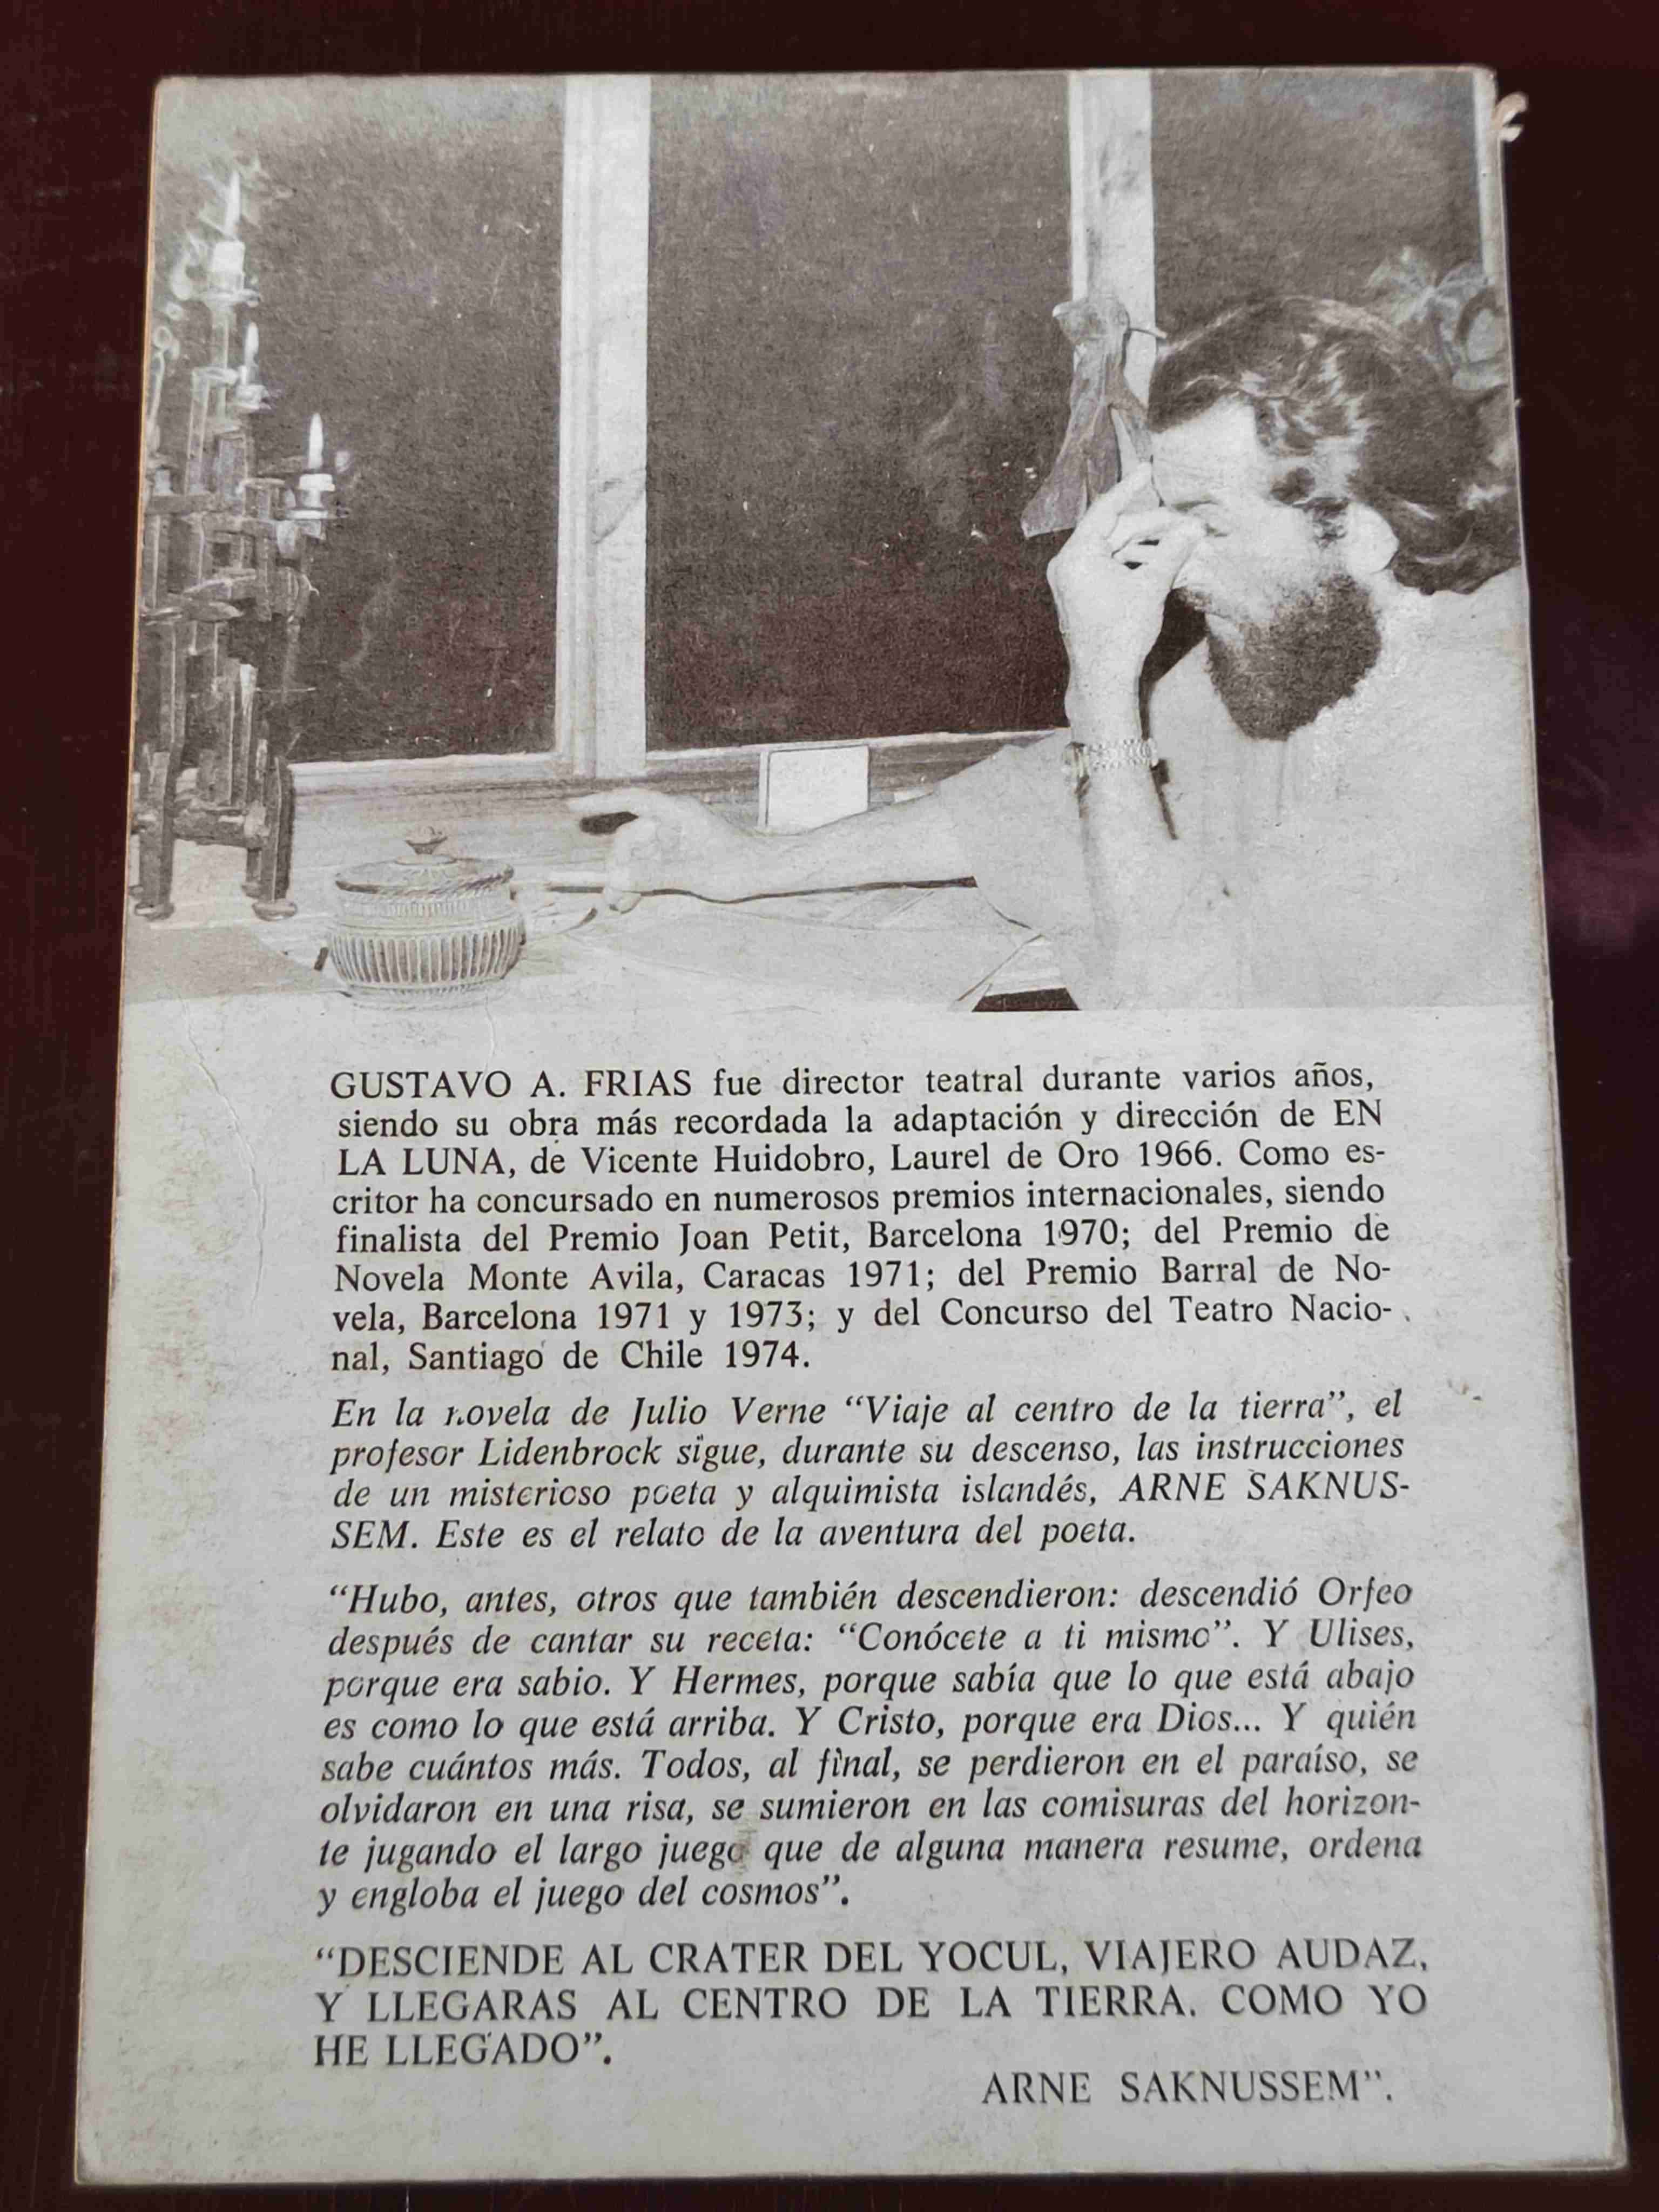 GUSTAVO A. FRIAS fue director teatral durante varios años,
siendo su obra más recordada la adaptación y dirección de EN
LA LUNA, de Vicente Huidobro, Laurel de Oro 1966. Como es-
critor ha concursado en numerosos premios internacionales, siendo
finalista del Premio Joan Petit, Barcelona 1970; del Premio de
Novela Monte Avila, Caracas 1971; del Premio Barral de No-
vela, Barcelona 1971 y 1973; y del Concurso del Teatro Nacio-
nal, Santiago de Chile 1974.
En la novela de Julio Verne “Viaje al centro de la tierra”, el
profesor Lidenbrock sigue, durante su descenso, las instrucciones
de un misterioso poeta y alquimista islandés, ARNE SAKNUS-
SEM. Este es el relato de la aventura del poeta.
“Hubo, antes, otros que también descendieron: descendió Orfeo
después de cantar su receta: “Conócete a ti mismo”. Y Ulises,
porque era sabio. Y Hermes, porque sabía que lo que está abajo
es como lo que está arriba. Y Cristo, porque era Dios... Y quién
sabe cuántos más. Todos, al final, se perdieron en el paraíso, se
olvidaron en una risa, se sumieron en las comisuras del horizon-
te jugando el largo juego que de alguna manera resume, ordena
y engloba el juego del cosmos”.
“DESCIENDE AL CRATER DEL YOCUL, VIAJERO AUDAZ,
Y LLEGARAS AL CENTRO DE LA TIERRA. COMO YO
HE LLEGADO”.
ARNE SAKNUSSEM”.